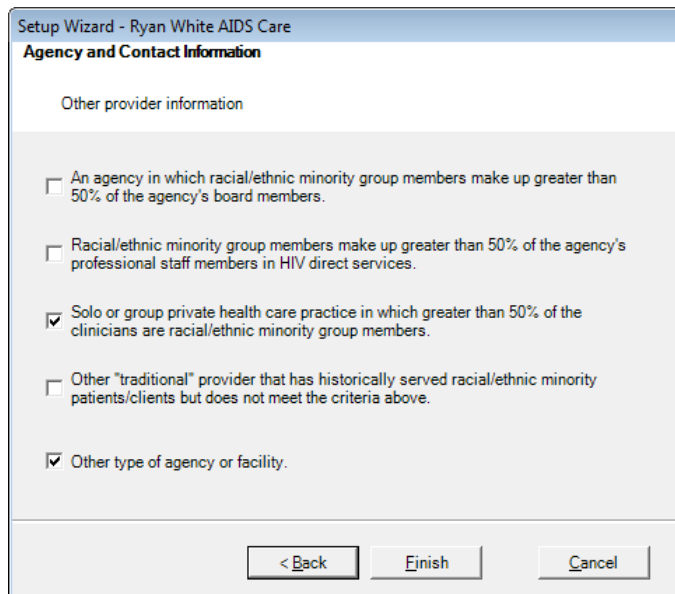 Setup Wizard - Ryan White AIDS Care
Agency and Contact Information
Other provider information
An agency in which racial/ethnic minority group members make up greater than
50% of the agency's board members.
Racial/ethnic minority group members make up greater than 50% of the agency's
professional staff members in HIV direct services.
Solo or group private health care practice in which greater than 50% of the
clinicians are racial/ethnic minority group members.
Other "traditional" provider that has historically served racial/ethnic minority
patients/clients but does not meet the criteria above.
Other type of agency or facility.
< Back Finish Cancel